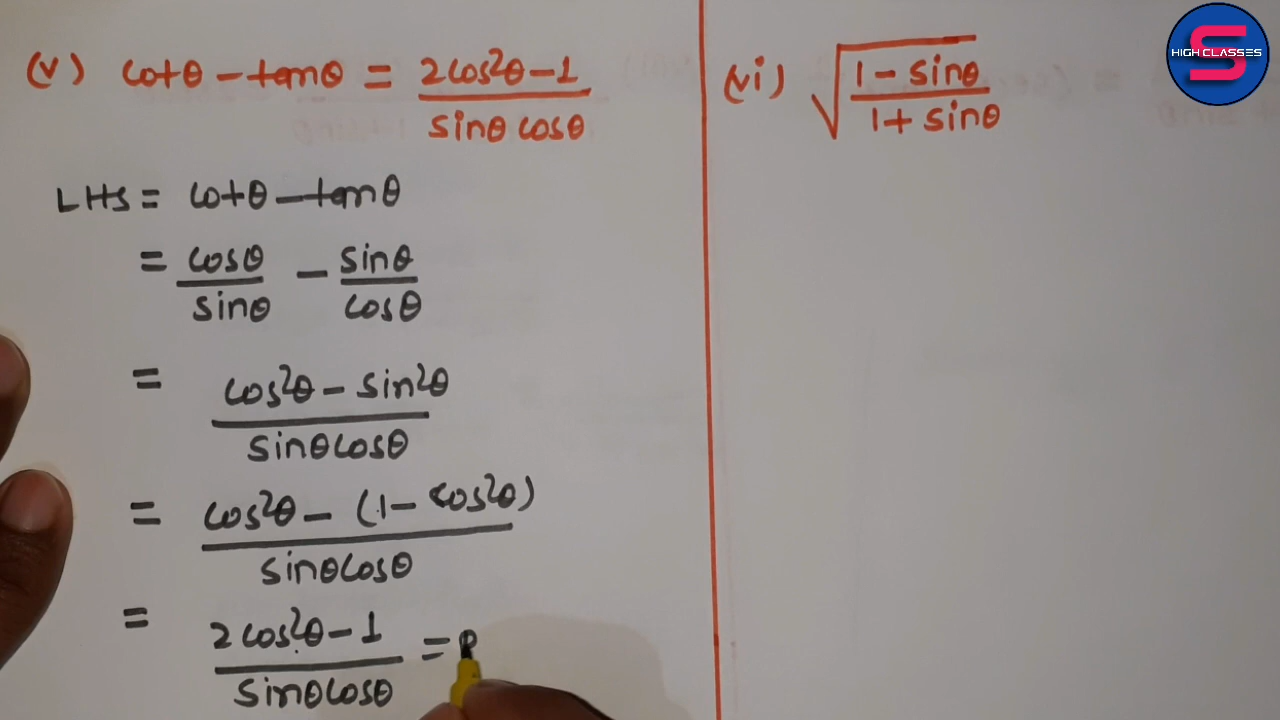 (v) cotθ - tanθ = 2cos²θ - 1 / sinθ cosθ
LHS = cotθ - tanθ
= cosθ / sinθ - sinθ / cosθ
= cos²θ - sin²θ / sinθcosθ
= cos²θ - (1 - cos²θ) / sinθcosθ
= 2cos²θ - 1 / sinθcosθ =
(vi) √1 - sinθ / 1 + sinθ
S
HIGH CLASSES